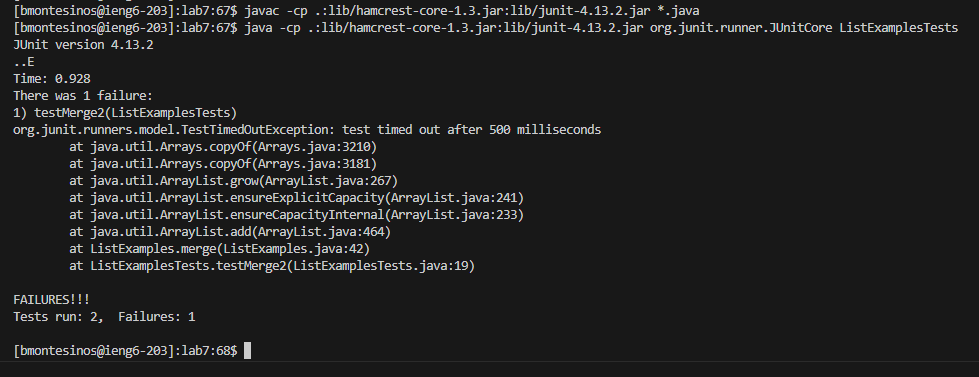 [bmontesinos@ieng6-203]:lab7:67$ javac -cp .:lib/hamcrest-core-1.3.jar:lib/junit-4.13.2.jar *.java
[bmontesinos@ieng6-203]:lab7:67$ java -cp .:lib/hamcrest-core-1.3.jar:lib/junit-4.13.2.jar org.junit.runner.JUnitCore ListExamplesTests
JUnit version 4.13.2
..E
Time: 0.928
There was 1 failure:
1) testMerge2(ListExamplesTests)
org.junit.runners.model.TestTimedOutException: test timed out after 500 milliseconds
        at java.util.Arrays.copyOf(Arrays.java:3210)
        at java.util.Arrays.copyOf(Arrays.java:3181)
        at java.util.ArrayList.grow(ArrayList.java:267)
        at java.util.ArrayList.ensureExplicitCapacity(ArrayList.java:241)
        at java.util.ArrayList.ensureCapacityInternal(ArrayList.java:233)
        at java.util.ArrayList.add(ArrayList.java:464)
        at ListExamples.merge(ListExamples.java:42)
        at ListExamplesTests.testMerge2(ListExamplesTests.java:19)

FAILURES!!!
Tests run: 2,  Failures: 1

[bmontesinos@ieng6-203]:lab7:68$